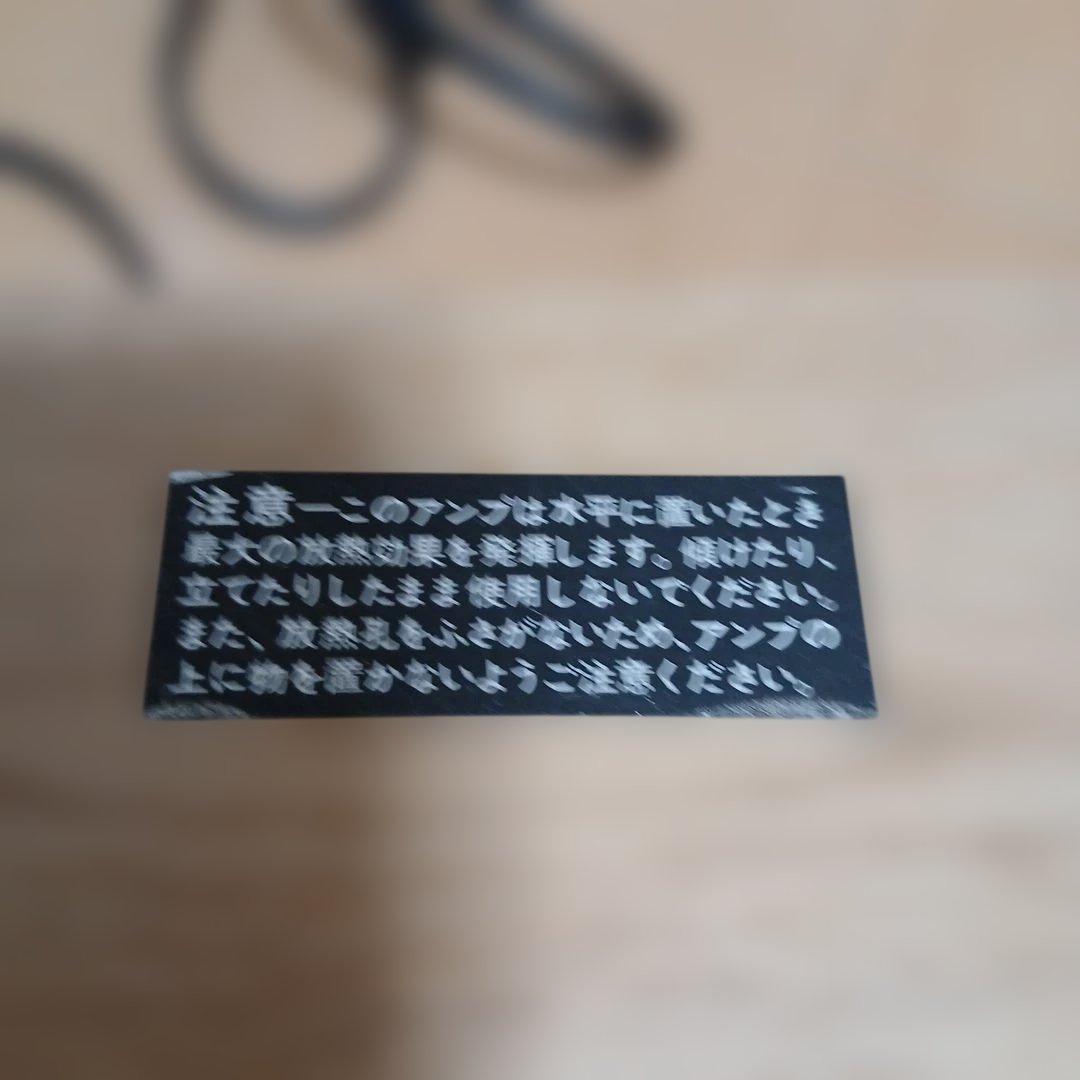 注意―このアンプは水平に置いたとき
最大の放熱効果を発揮します。傾けたり、
立てたりしたまま使用しないでください。
また、放熱孔をふさがないため、アンプの
上に物を置かないようご注意ください。